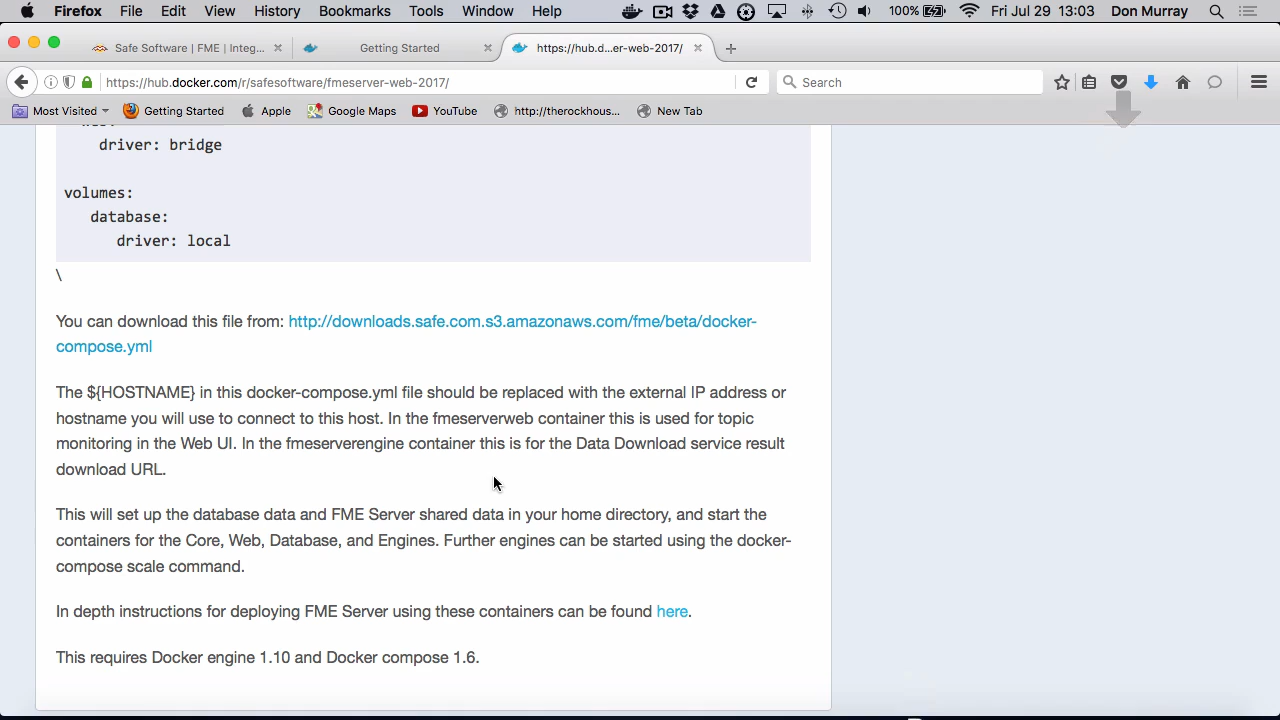 Firefox File Edit View History Bookmarks Tools Window Help 100% Fri Jul 29 13:03 Don Murray
Safe Software | FME | Integ... Getting Started https://hub.d...er-web-2017/
https://hub.docker.com/r/safesoftware/fmeserver-web-2017/ Search
Most Visited Getting Started Apple Google Maps YouTube http://therockhous... New Tab
driver: bridge
volumes:
database:
driver: local
\
You can download this file from: http://downloads.safe.com.s3.amazonaws.com/fme/beta/docker-
compose.yml
The ${HOSTNAME} in this docker-compose.yml file should be replaced with the external IP address or
hostname you will use to connect to this host. In the fmeserverweb container this is used for topic
monitoring in the Web UI. In the fmeserverengine container this is for the Data Download service result
download URL.
This will set up the database data and FME Server shared data in your home directory, and start the
containers for the Core, Web, Database, and Engines. Further engines can be started using the docker-
compose scale command.
In depth instructions for deploying FME Server using these containers can be found here.
This requires Docker engine 1.10 and Docker compose 1.6.